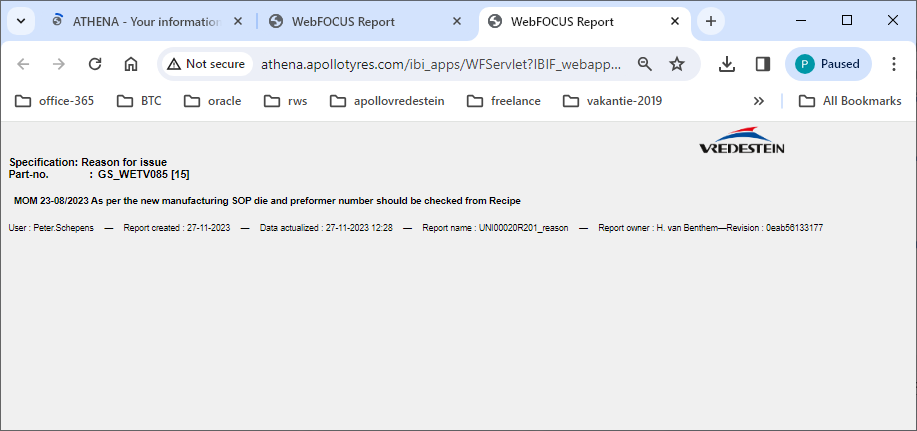 ATHENA - Your information
WebFOCUS Report
WebFOCUS Report
Not secure
athena.apollotyres.com/ibi_apps/WFServlet?IBIF_webapp...
P
Paused
office-365
BTC
oracle
rws
apollovredestein
freelance
vakantie-2019
All Bookmarks
VREDESTEIN
Specification: Reason for issue
Part-no. : GS_WETV085 [15]
MOM 23-08/2023 As per the new manufacturing SOP die and preformer number should be checked from Recipe
User : Peter.Schepens — Report created : 27-11-2023 — Data actualized : 27-11-2023 12:28 — Report name : UNI00020R201_reason — Report owner : H. van Benthem—Revision : 0eab56133177